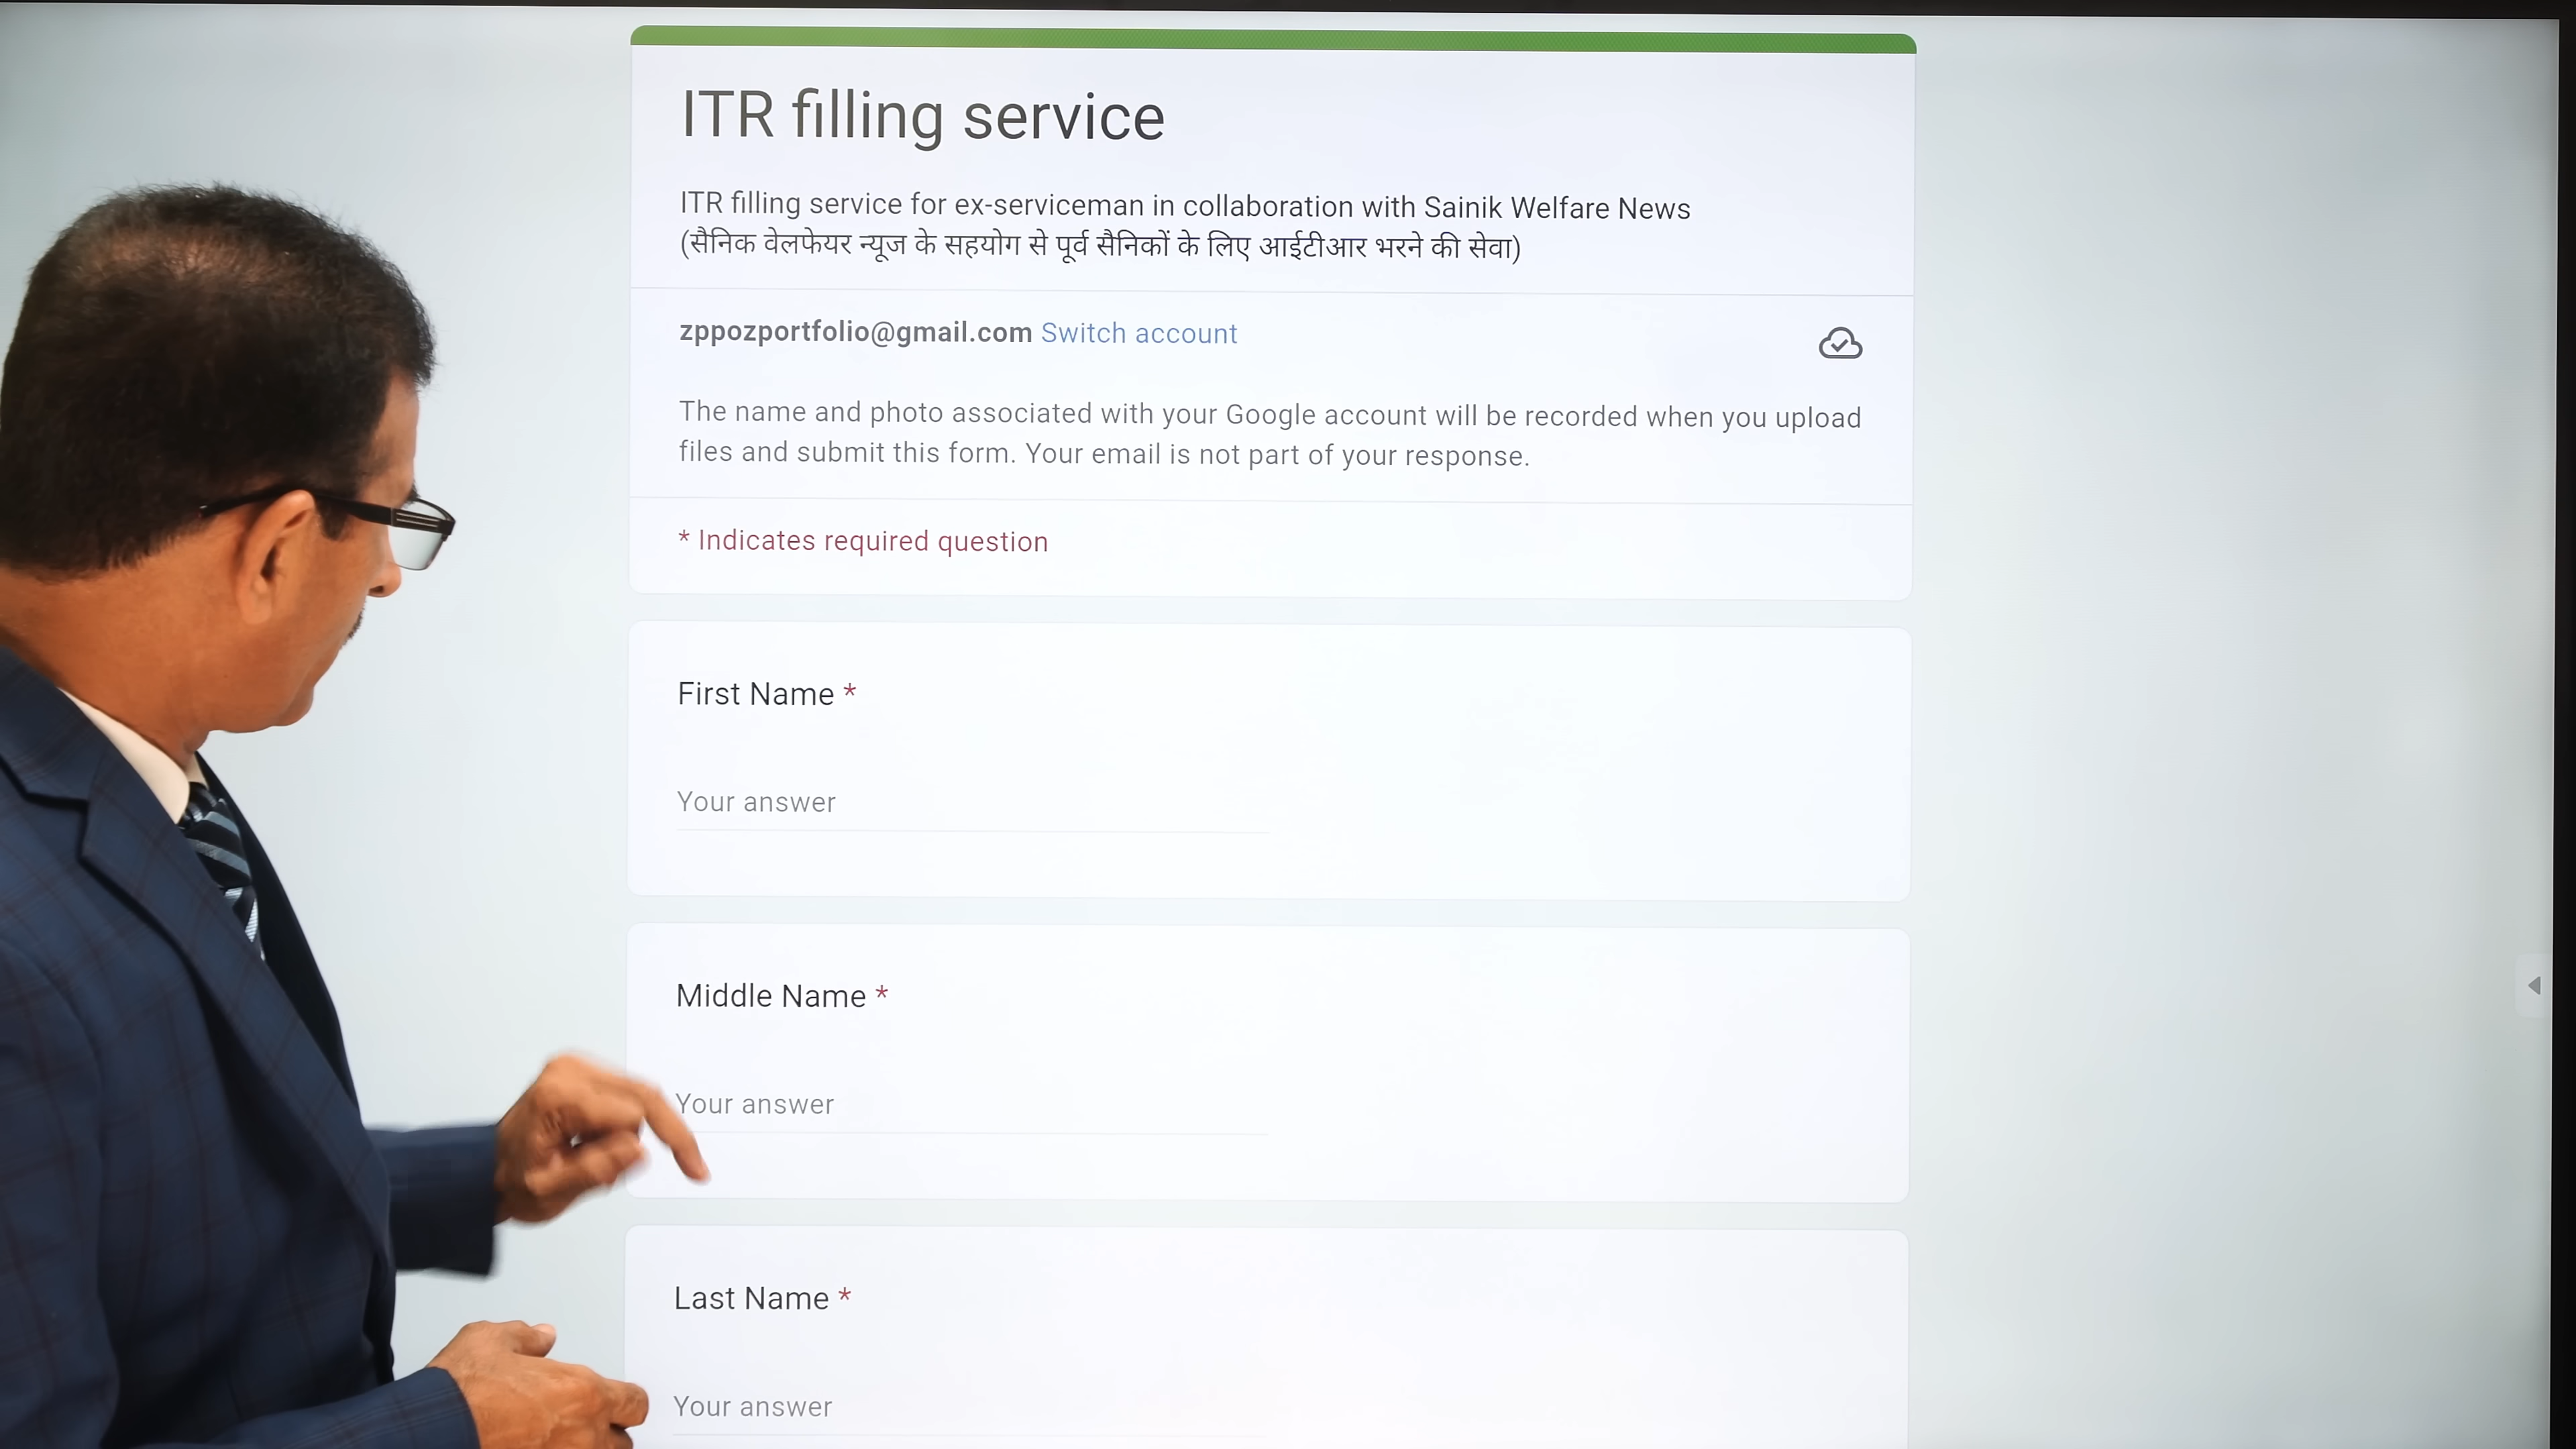 ITR filling service
ITR filling service for ex-serviceman in collaboration with Sainik Welfare News
(सैनिक वेलफेयर न्यूज के सहयोग से पूर्व सैनिकों के लिए आईटीआर भरने की सेवा)
zppozportfolio@gmail.com Switch account
The name and photo associated with your Google account will be recorded when you upload
files and submit this form. Your email is not part of your response.
* Indicates required question
First Name *
Your answer
Middle Name *
Your answer
Last Name *
Your answer